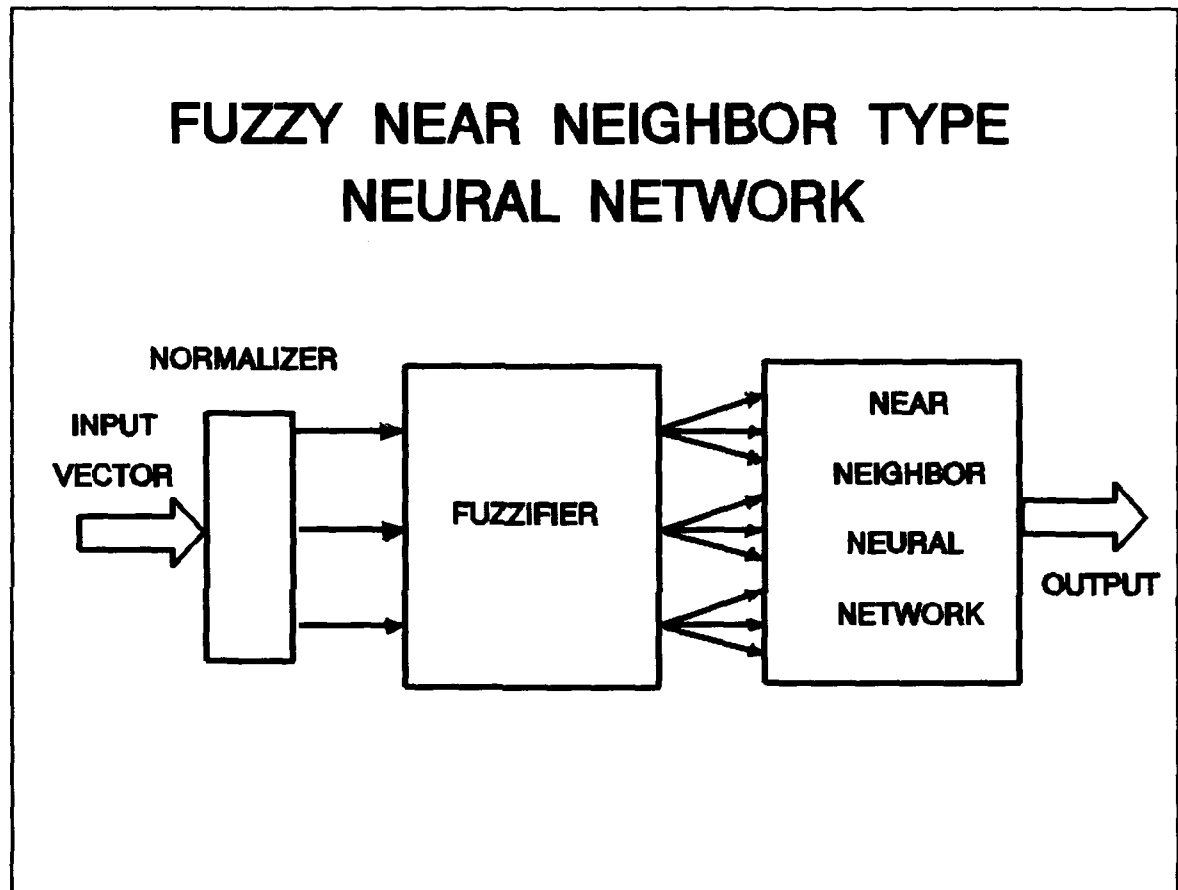 FUZZY NEAR NEIGHBOR TYPE
NEURAL NETWORK
NORMALIZER
INPUT
VECTOR
FUZZIFIER
NEAR
NEIGHBOR
NEURAL
NETWORK
OUTPUT